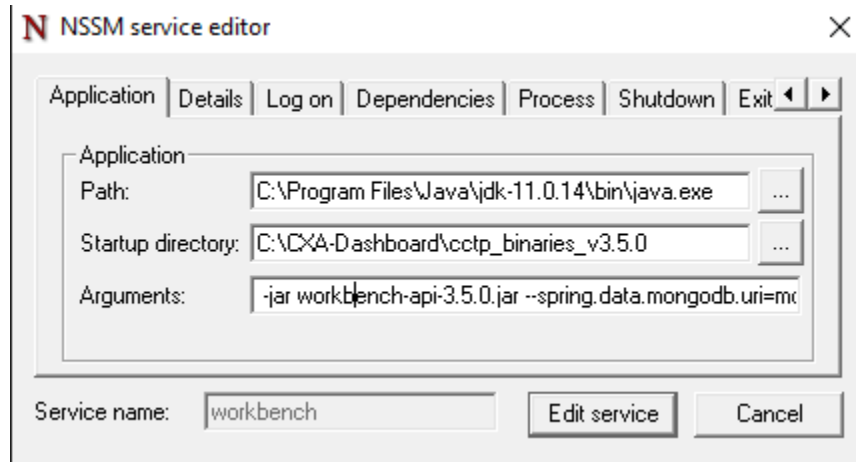 N NSSM service editor
Application Details Log on Dependencies Process Shutdown Exit
Application
Path: C:\Program Files\Java\jdk-11.0.14\bin\java.exe ...
Startup directory: C:\CXA-Dashboard\cctp_binaries_v3.5.0 ...
Arguments: -jar workbench-api-3.5.0.jar --spring.data.mongodb.uri=mo
Service name: workbench Edit service Cancel